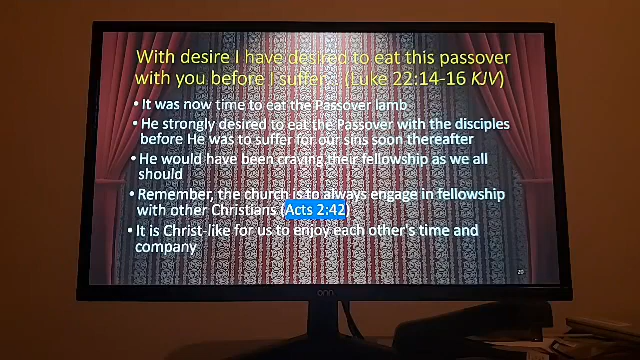 With desire I have desired to eat this passover
with you before I suffer (Luke 22:14-16 KJV)
• It was now time to eat the Passover lamb
• He strongly desired to eat the Passover with the disciples
before He was to suffer for our sins soon thereafter
• He would have been craving their fellowship as we all
should
• Remember, the church is to always engage in fellowship
with other Christians (Acts 2:42)
• It is Christ-like for us to enjoy each other's time and
company
20
onn